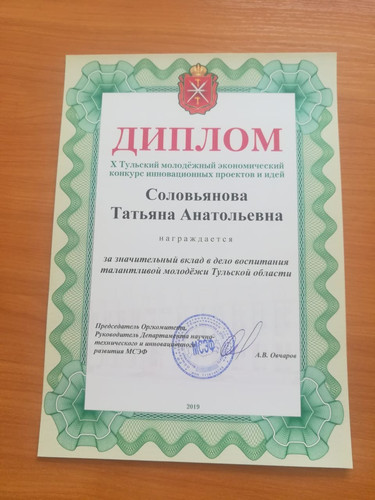 ДИПЛОМ
X Тульский молодёжный экономический
конкурс инновационных проектов и идей
Соловьянова
Татьяна Анатольевна
награждается
за значительный вклад в дело воспитания
талантливой молодёжи Тульской области
Председатель Оргкомитета,
Руководитель Департамента научно-
технического и инновационного
развития МСЭФ
МСЭФ
А.В. Овчаров
2019